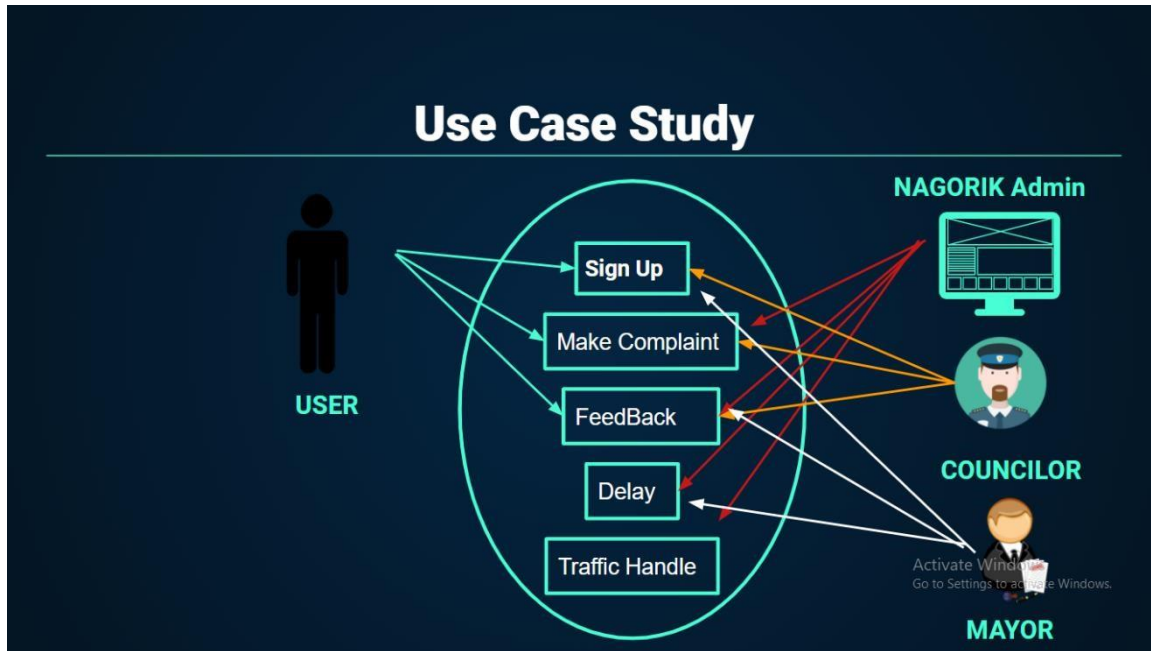 Use Case Study
NAGORIK Admin
Sign Up
Make Complaint
USER
FeedBack
COUNCILOR
Delay
Traffic Handle
Activate Windows
Go to Settings to activate Windows.
MAYOR